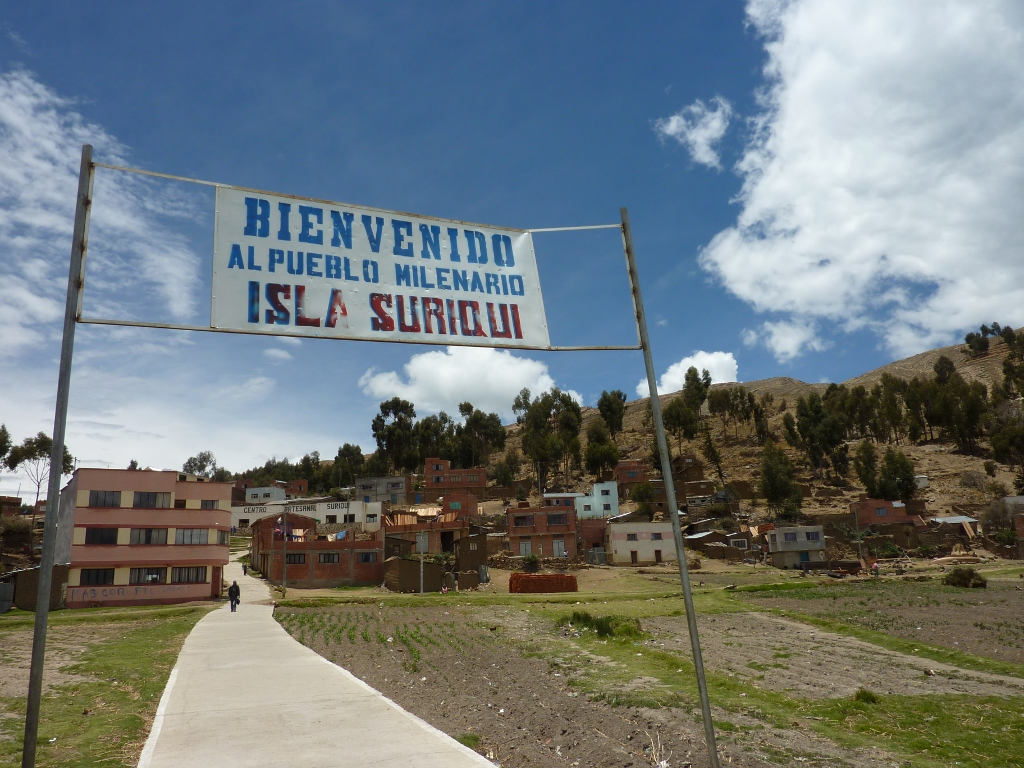 BIENVENIDO
AL PUEBLO MILENARIO
ISLA SURIQUI
CENTRO ARTESANAL SURIQUI